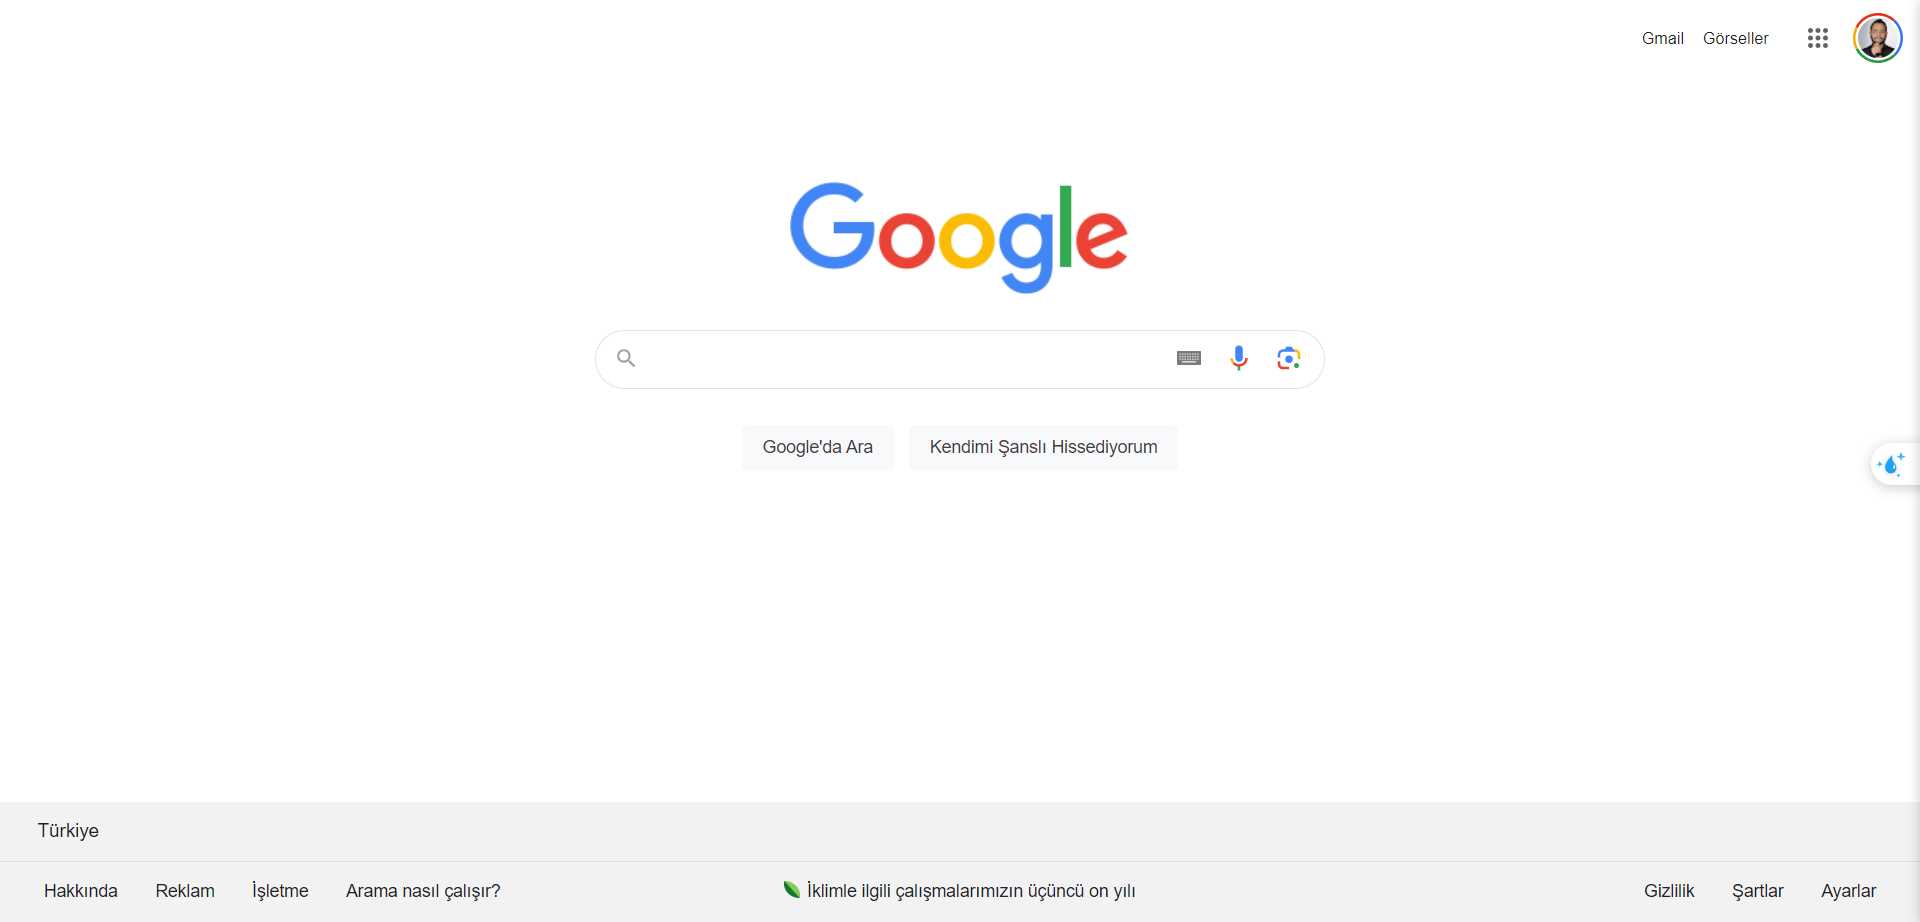 Gmail Görseller
Google
Google'da Ara Kendimi Şanslı Hissediyorum
Türkiye
Hakkında Reklam İşletme Arama nasıl çalışır? İklimle ilgili çalışmalarımızın üçüncü on yılı Gizlilik Şartlar Ayarlar